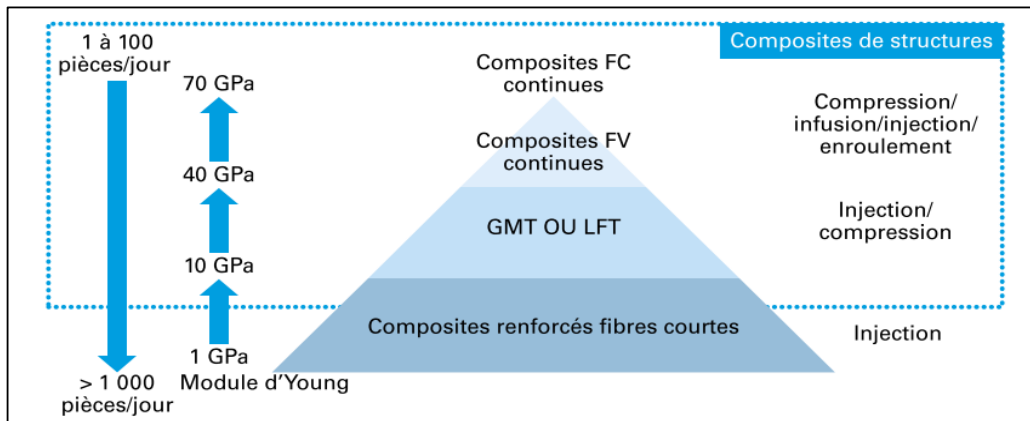 1 à 100
pièces/jour
70 GPa
40 GPa
10 GPa
1 GPa
Module d'Young
> 1 000
pièces/jour
Composites FC
continues
Composites FV
continues
GMT OU LFT
Composites renforcés fibres courtes
Composites de structures
Compression/
infusion/injection/
enroulement
Injection/
compression
Injection